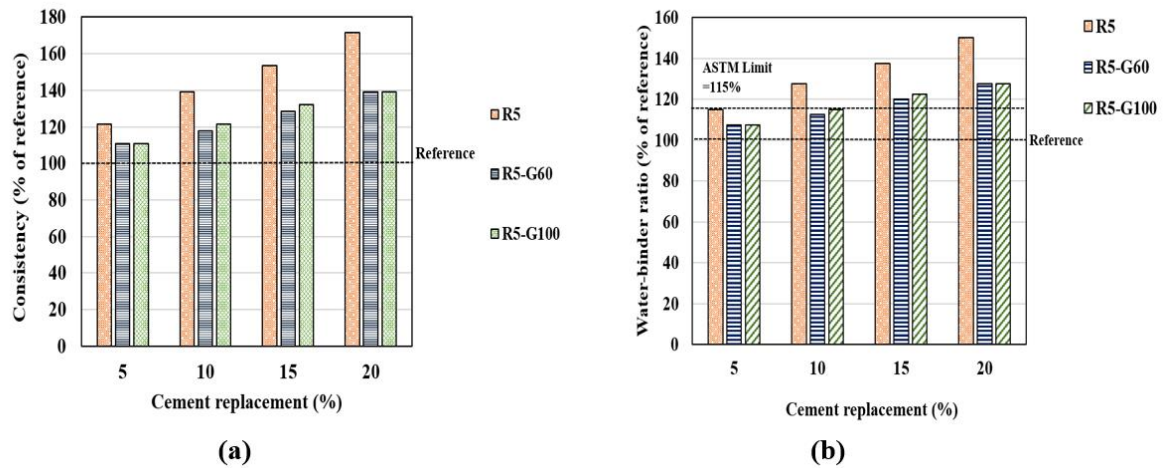 Consistency (% of reference)
180
160
140
120
100
80
60
40
20
0
5 10 15 20
Cement replacement (%)
Reference
R5
R5-G60
R5-G100
(a)
Water-binder ratio (% of reference)
160
140
120
100
80
60
40
20
0
ASTM Limit
=115%
5 10 15 20
Cement replacement (%)
Reference
R5
R5-G60
R5-G100
(b)